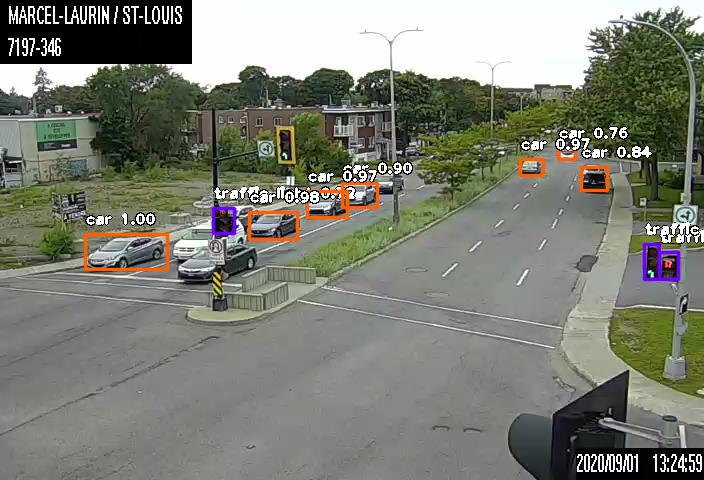 MARCEL-LAURIN / ST-LOUIS
7197-346
car 0.76
car 0.97
car 0.84
car 0.90
car 0.97
car 0.98
car 1.00
traffic
2020/09/01 13:24:59